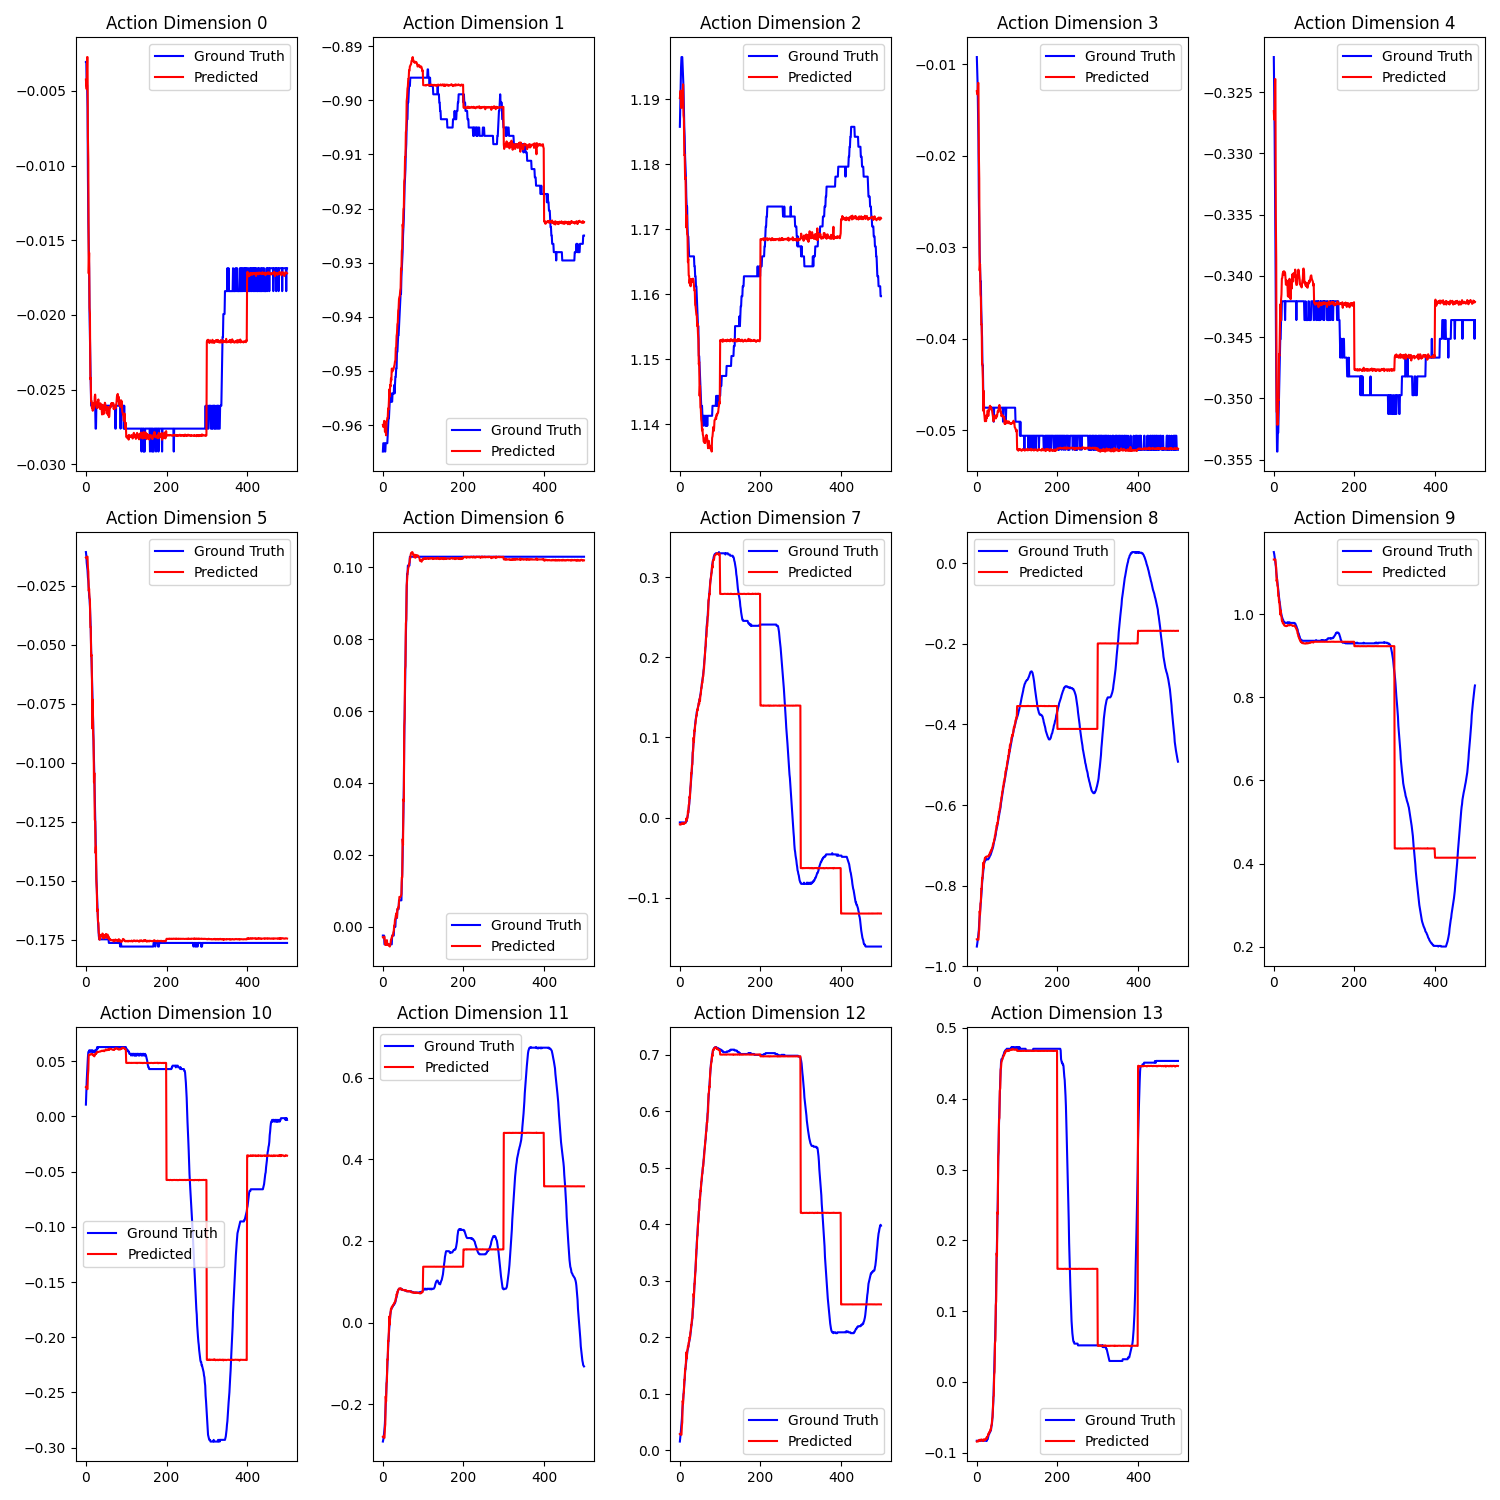 Action Dimension 0
Ground Truth
Predicted
−0.005
−0.010
−0.015
−0.020
−0.025
−0.030
0 200 400
Action Dimension 1
Ground Truth
Predicted
−0.89
−0.90
−0.91
−0.92
−0.93
−0.94
−0.95
−0.96
0 200 400
Action Dimension 2
Ground Truth
Predicted
1.19
1.18
1.17
1.16
1.15
1.14
0 200 400
Action Dimension 3
Ground Truth
Predicted
−0.01
−0.02
−0.03
−0.04
−0.05
0 200 400
Action Dimension 4
Ground Truth
Predicted
−0.325
−0.330
−0.335
−0.340
−0.345
−0.350
−0.355
0 200 400
Action Dimension 5
Ground Truth
Predicted
−0.025
−0.050
−0.075
−0.100
−0.125
−0.150
−0.175
0 200 400
Action Dimension 6
0.10
0.08
0.06
0.04
0.02
0.00
Ground Truth
Predicted
0 200 400
Action Dimension 7
Ground Truth
Predicted
0.3
0.2
0.1
0.0
−0.1
0 200 400
Action Dimension 8
Ground Truth
Predicted
0.0
−0.2
−0.4
−0.6
−0.8
−1.0
0 200 400
Action Dimension 9
Ground Truth
Predicted
1.0
0.8
0.6
0.4
0.2
0 200 400
Action Dimension 10
0.05
0.00
−0.05
−0.10
Ground Truth
Predicted
−0.15
−0.20
−0.25
−0.30
0 200 400
Action Dimension 11
Ground Truth
Predicted
0.6
0.4
0.2
0.0
−0.2
0 200 400
Action Dimension 12
0.7
0.6
0.5
0.4
0.3
0.2
0.1
0.0
Ground Truth
Predicted
0 200 400
Action Dimension 13
0.5
0.4
0.3
0.2
0.1
0.0
−0.1
Ground Truth
Predicted
0 200 400